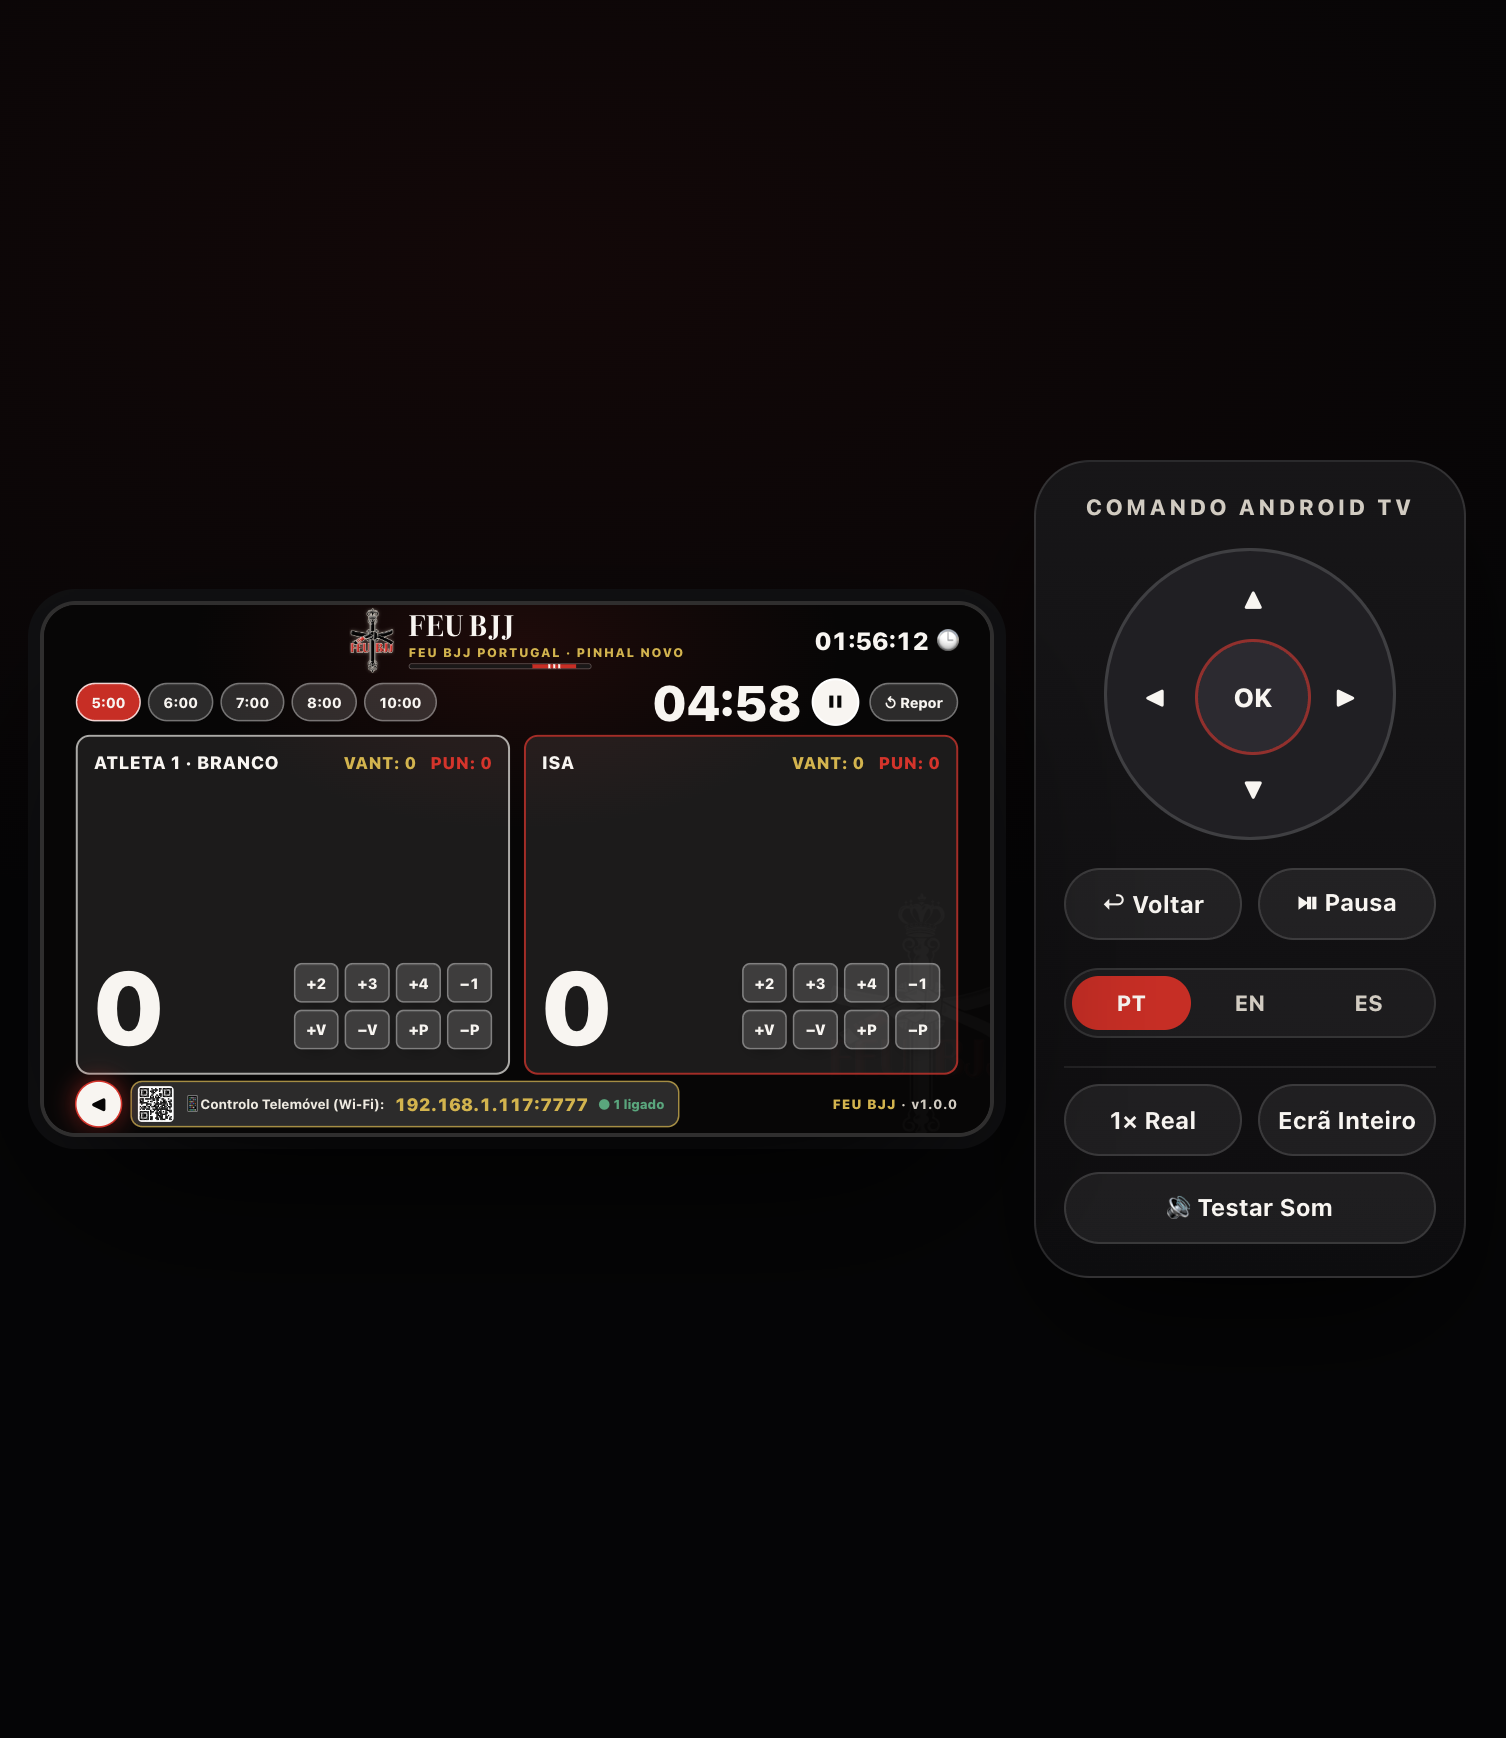 FEU BJJ
FEU BJJ
FEU BJJ PORTUGAL · PINHAL NOVO
01:56:12
5:00 6:00 7:00 8:00 10:00
04:58 Repor
ATLETA 1 · BRANCO VANT: 0 PUN: 0
0
+2 +3 +4 −1
+V −V +P −P
ISA VANT: 0 PUN: 0
0
+2 +3 +4 −1
+V −V +P −P
Controlo Telemóvel (Wi-Fi): 192.168.1.117:7777 1 ligado
FEU BJJ · v1.0.0
COMANDO ANDROID TV
OK
Voltar
Pausa
PT EN ES
1× Real
Ecrã Inteiro
Testar Som